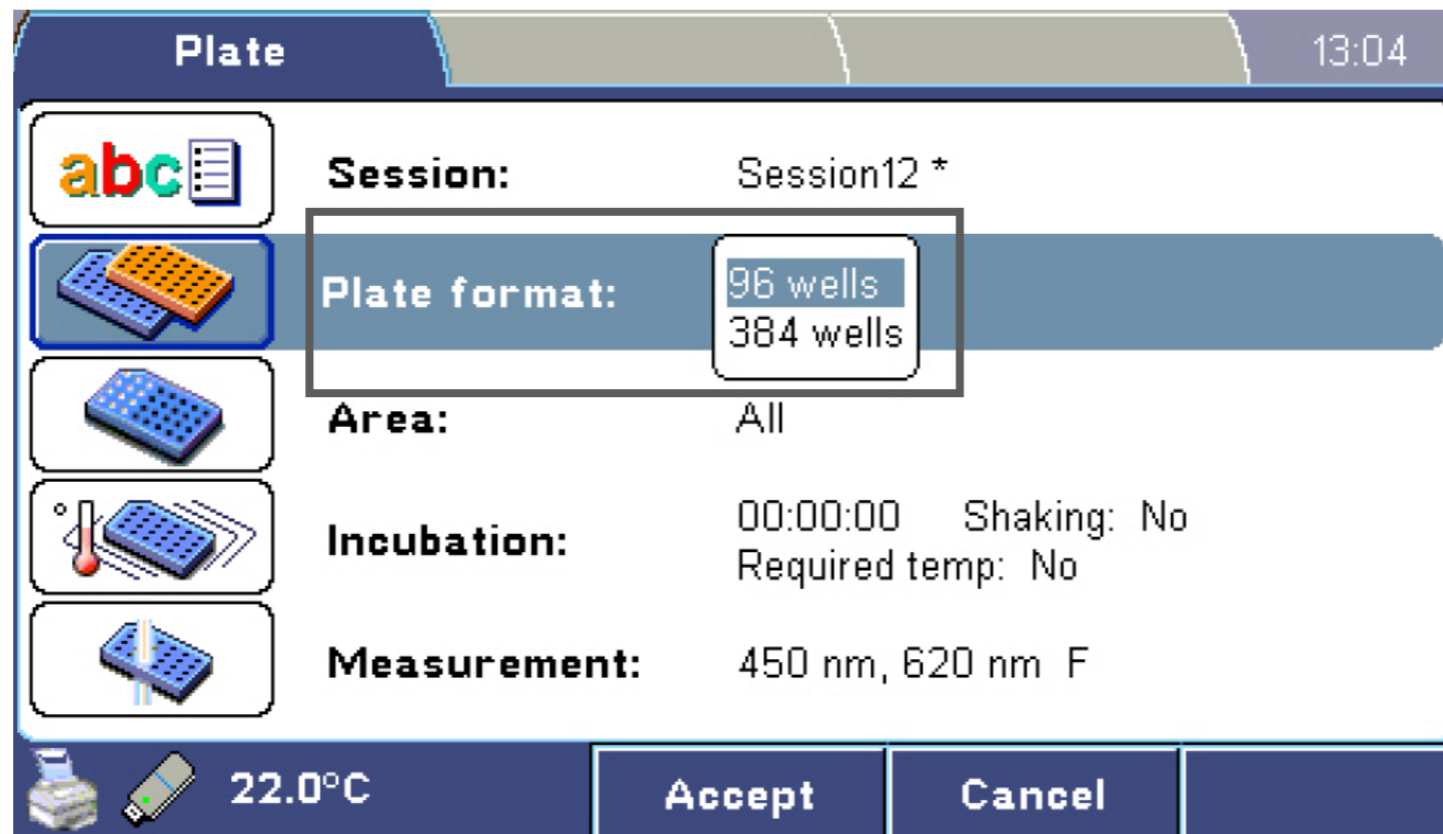 Plate
13:04
abc
Session: Session12 *
Plate format: 96 wells
384 wells
Area: All
Incubation: 00:00:00 Shaking: No
Required temp: No
Measurement: 450 nm, 620 nm F
22.0°C Accept Cancel